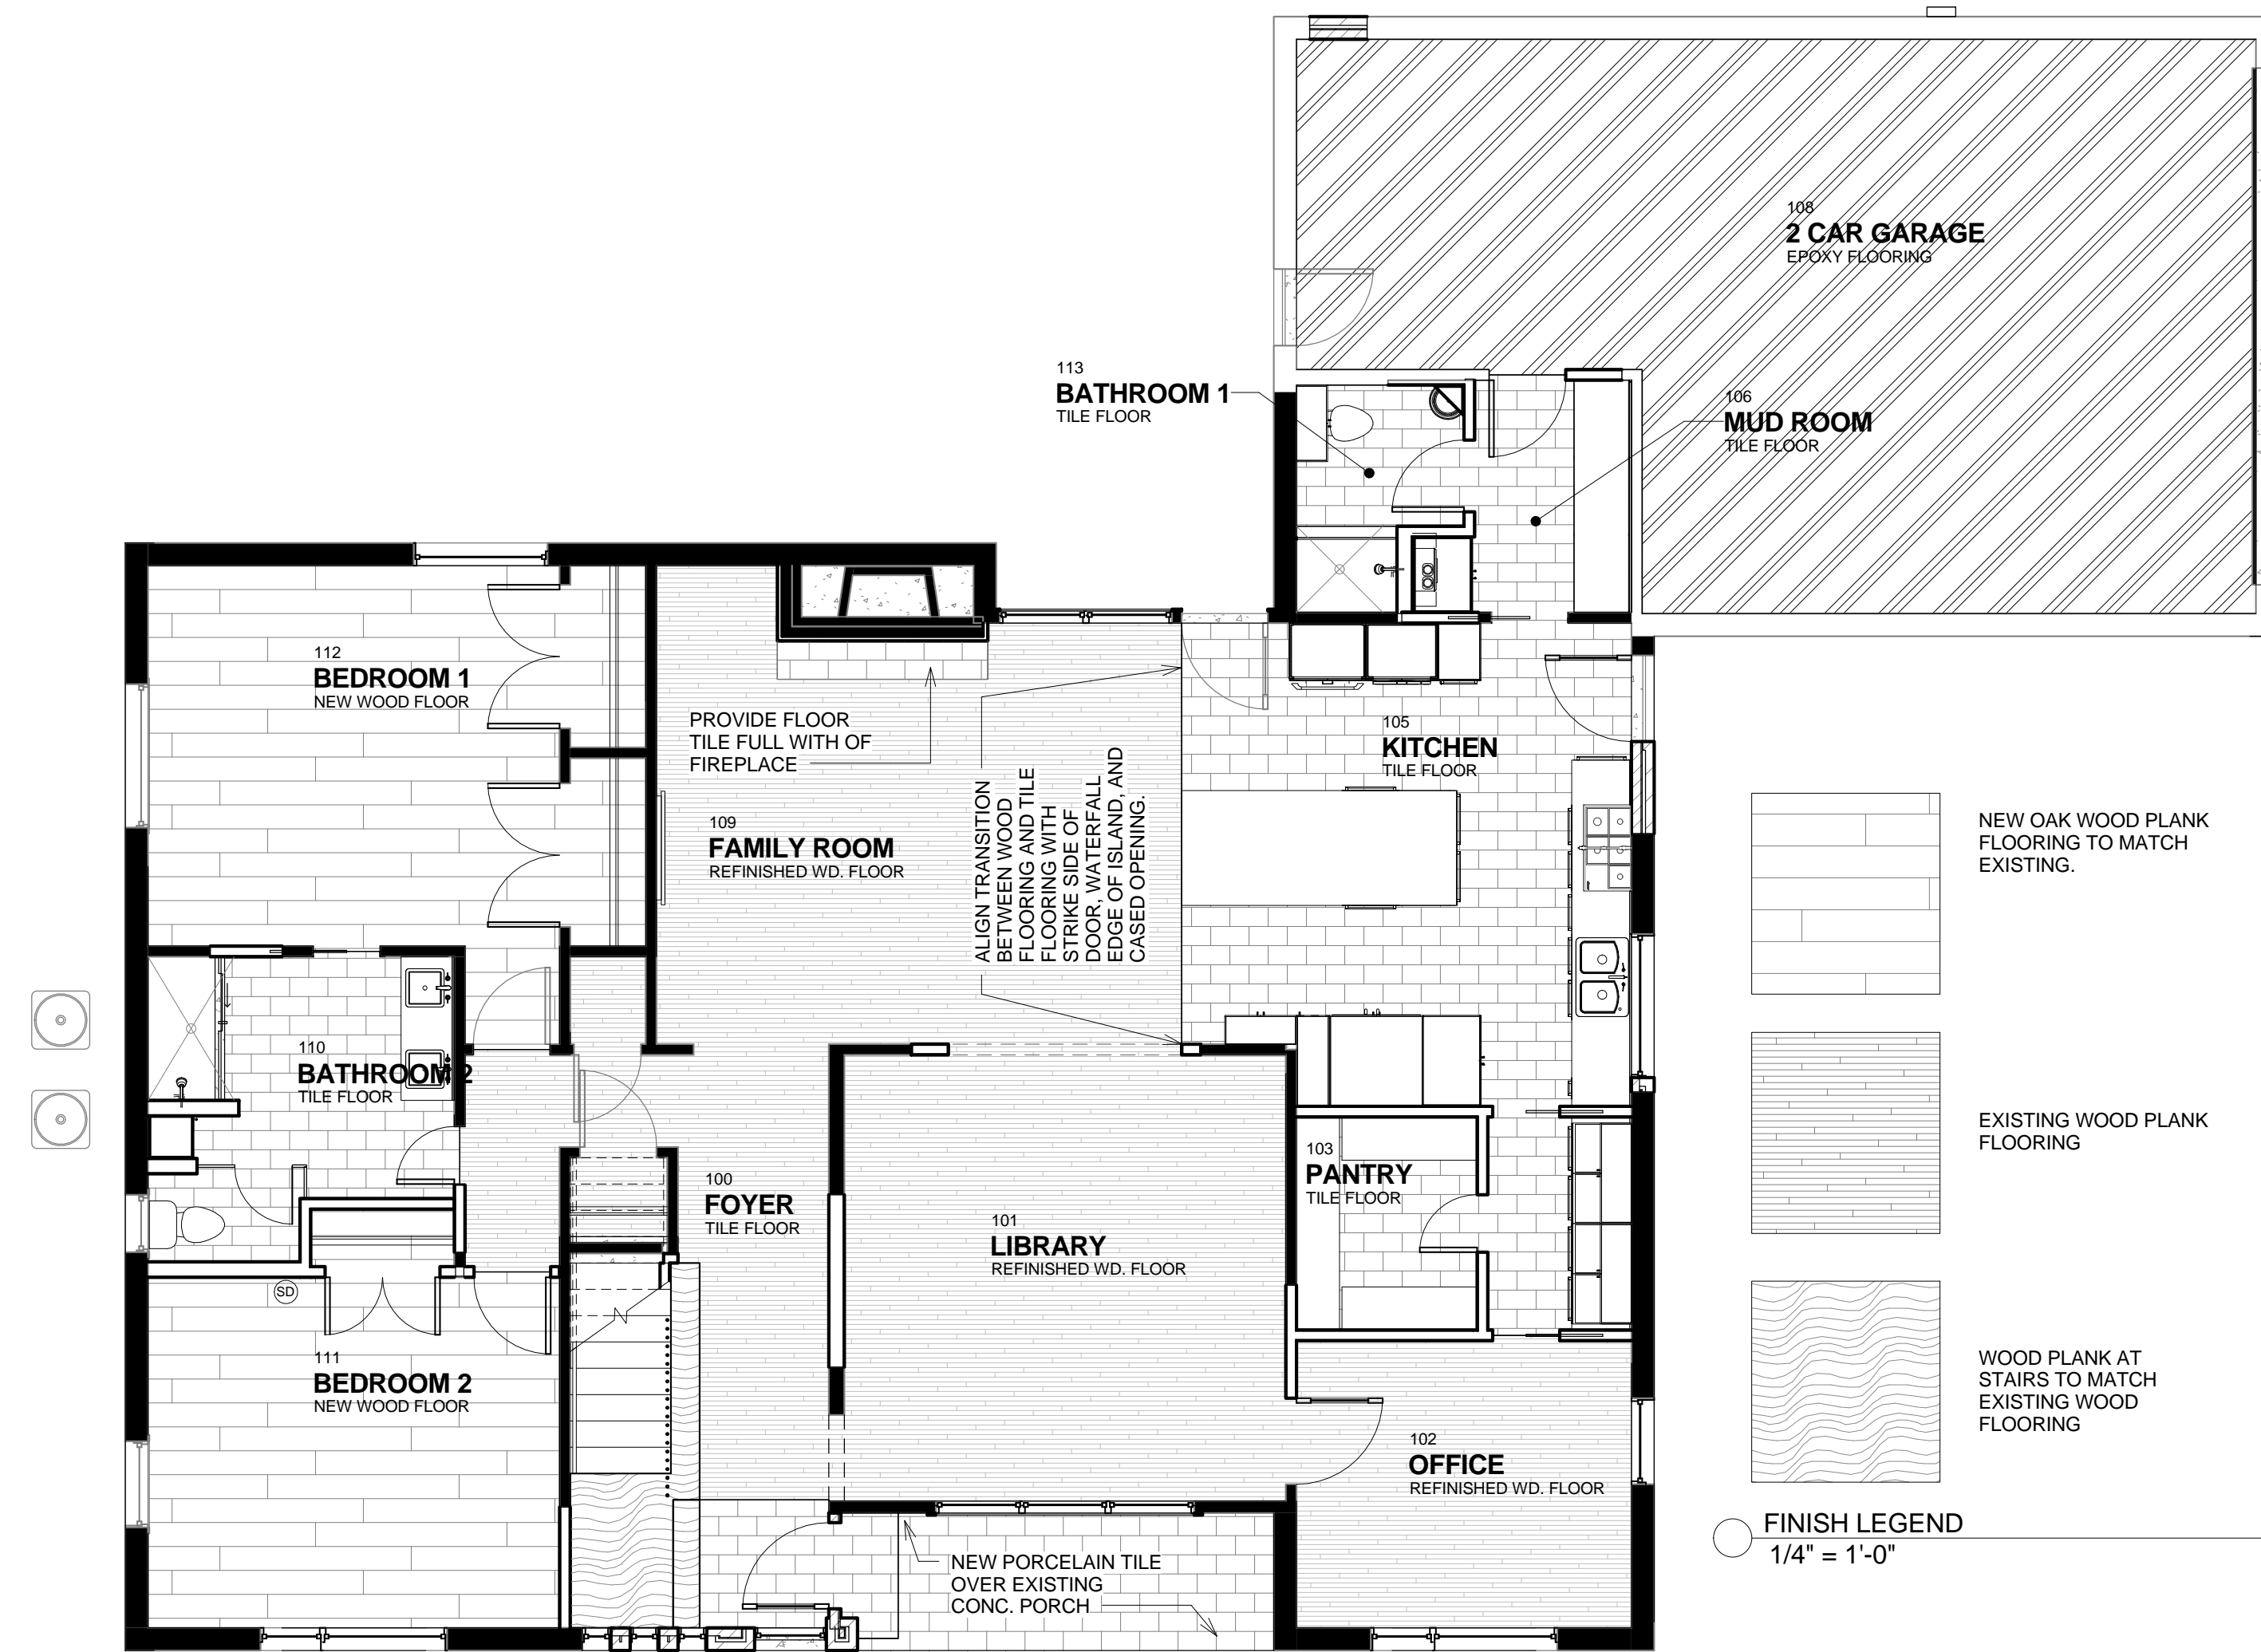 108
2 CAR GARAGE
EPOXY FLOORING
113
BATHROOM 1
TILE FLOOR
106
MUD ROOM
TILE FLOOR
112
BEDROOM 1
NEW WOOD FLOOR
PROVIDE FLOOR
TILE FULL WITH OF
FIREPLACE
109
FAMILY ROOM
REFINISHED WD. FLOOR
ALIGN TRANSITION
BETWEEN WOOD
FLOORING AND TILE
FLOORING WITH
STRIKE SIDE OF
DOOR, WATERFALL
EDGE OF ISLAND, AND
CASED OPENING.
105
KITCHEN
TILE FLOOR
NEW OAK WOOD PLANK
FLOORING TO MATCH
EXISTING.
110
BATHROOM 2
TILE FLOOR
100
FOYER
TILE FLOOR
101
LIBRARY
REFINISHED WD. FLOOR
103
PANTRY
TILE FLOOR
EXISTING WOOD PLANK
FLOORING
SD
111
BEDROOM 2
NEW WOOD FLOOR
102
OFFICE
REFINISHED WD. FLOOR
WOOD PLANK AT
STAIRS TO MATCH
EXISTING WOOD
FLOORING
NEW PORCELAIN TILE
OVER EXISTING
CONC. PORCH
FINISH LEGEND
1/4" = 1'-0"